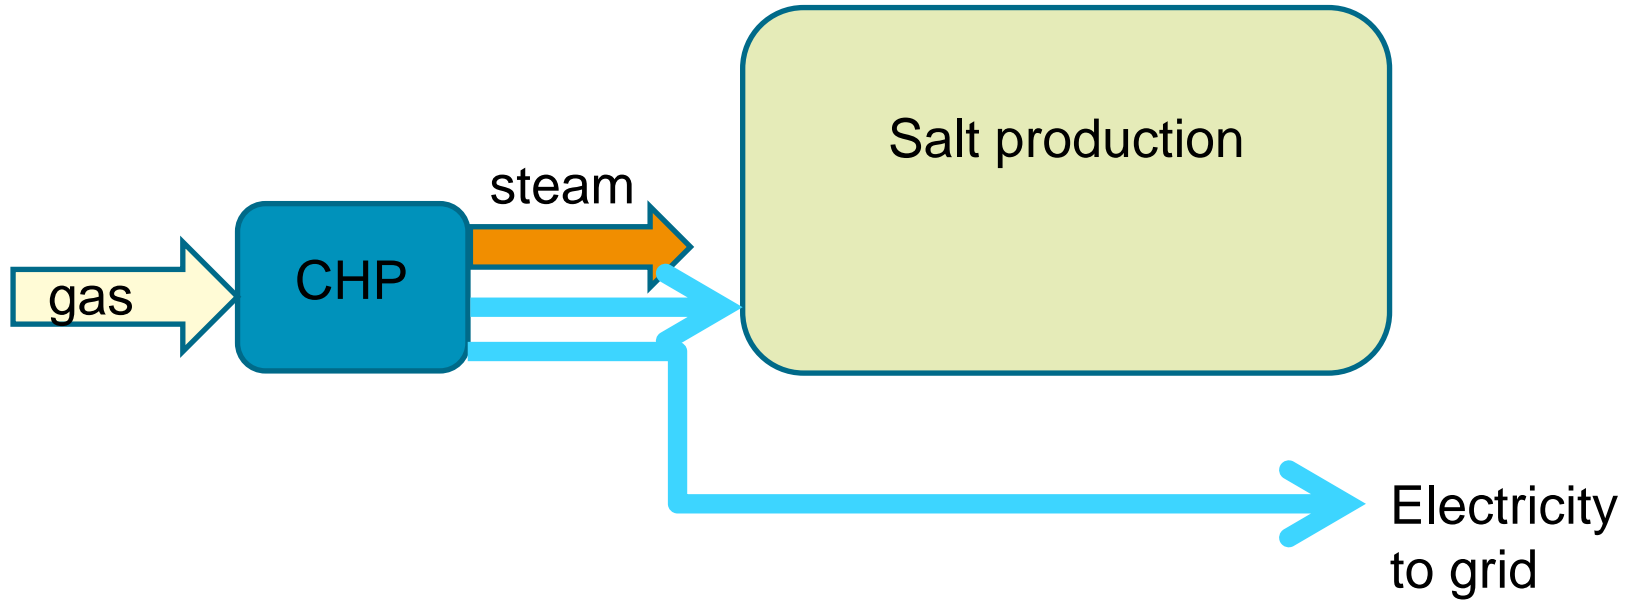 Salt production
steam
CHP
gas
Electricity
to grid